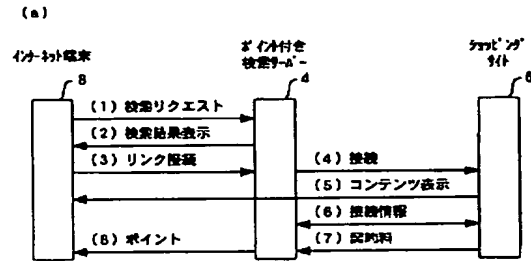 (a)
インターネット端末
8
ポイント付き
検索サーバー
4
ショッピング
サイト
6
(1) 検索リクエスト
(2) 検索結果表示
(3) リンク接続
(4) 接続
(5) コンテンツ表示
(6) 接続情報
(7) 契約料
(8) ポイント